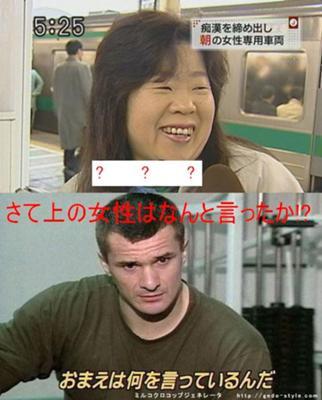 5:25
痴漢を締め出し
朝の女性専用車両
? ? ?
さて上の女性はなんと言ったか!?
おまえは何を言っているんだ
ミルコクロコップジェネレータ http://gedo-style.com/